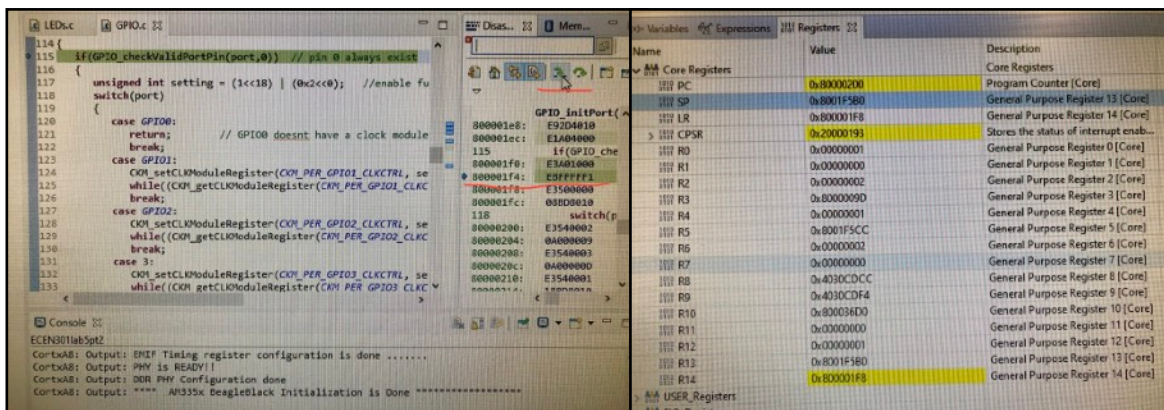 LEDs.c GPIO.c
114 {
115 if(GPIO_checkValidPortPin(port,0)) // pin 0 always exist
116 {
117 unsigned int setting = (1<<18) | (0x2<<0); //enable fu
118 switch(port)
119 {
120 case GPIO0:
121 return; // GPIO0 doesnt have a clock module
122 break;
123 case GPIO1:
124 CKM_setCLKModuleRegister(CKM_PER_GPIO1_CLKCTRL, se
125 while((CKM_getCLKModuleRegister(CKM_PER_GPIO1_CLKC
126 break;
127 case GPIO2:
128 CKM_setCLKModuleRegister(CKM_PER_GPIO2_CLKCTRL, se
129 while((CKM_getCLKModuleRegister(CKM_PER_GPIO2_CLKC
130 break;
131 case 3:
132 CKM_setCLKModuleRegister(CKM_PER_GPIO3_CLKCTRL, se
133 while((CKM_getCLKModuleRegister(CKM_PER_GPIO3_CLKC
Disas... Mem...
GPIO_initPort(
800001e8: E92D4010
800001ec: E1A04000
115 if(GPIO_che
800001f0: E3A01000
800001f4: EBFFFFF1
800001f8: E3500000
800001fc: 08BD8010
118 switch(p
80000200: E3540002
80000204: 0A000009
80000208: E3540003
8000020c: 0A00000D
80000210: E3540001
Console
ECEN301lab5pt2
CortxA8: Output: EMIF Timing register configuration is done .......
CortxA8: Output: PHY is READY!!
CortxA8: Output: DDR PHY Configuration done
CortxA8: Output: **** AM335x BeagleBlack Initialization is Done ******************
Variables Expressions Registers
Name Value Description
Core Registers Core Registers
PC 0x80000200 Program Counter [Core]
SP 0x8001F5B0 General Purpose Register 13 [Core]
LR 0x800001F8 General Purpose Register 14 [Core]
CPSR 0x20000193 Stores the status of interrupt enab...
R0 0x00000001 General Purpose Register 0 [Core]
R1 0x00000000 General Purpose Register 1 [Core]
R2 0x00000002 General Purpose Register 2 [Core]
R3 0x8000009D General Purpose Register 3 [Core]
R4 0x00000001 General Purpose Register 4 [Core]
R5 0x8001F5CC General Purpose Register 5 [Core]
R6 0x00000002 General Purpose Register 6 [Core]
R7 0x00000000 General Purpose Register 7 [Core]
R8 0x4030CDCC General Purpose Register 8 [Core]
R9 0x4030CDF4 General Purpose Register 9 [Core]
R10 0x800036D0 General Purpose Register 10 [Core]
R11 0x00000000 General Purpose Register 11 [Core]
R12 0x00000001 General Purpose Register 12 [Core]
R13 0x8001F5B0 General Purpose Register 13 [Core]
R14 0x800001F8 General Purpose Register 14 [Core]
USER_Registers